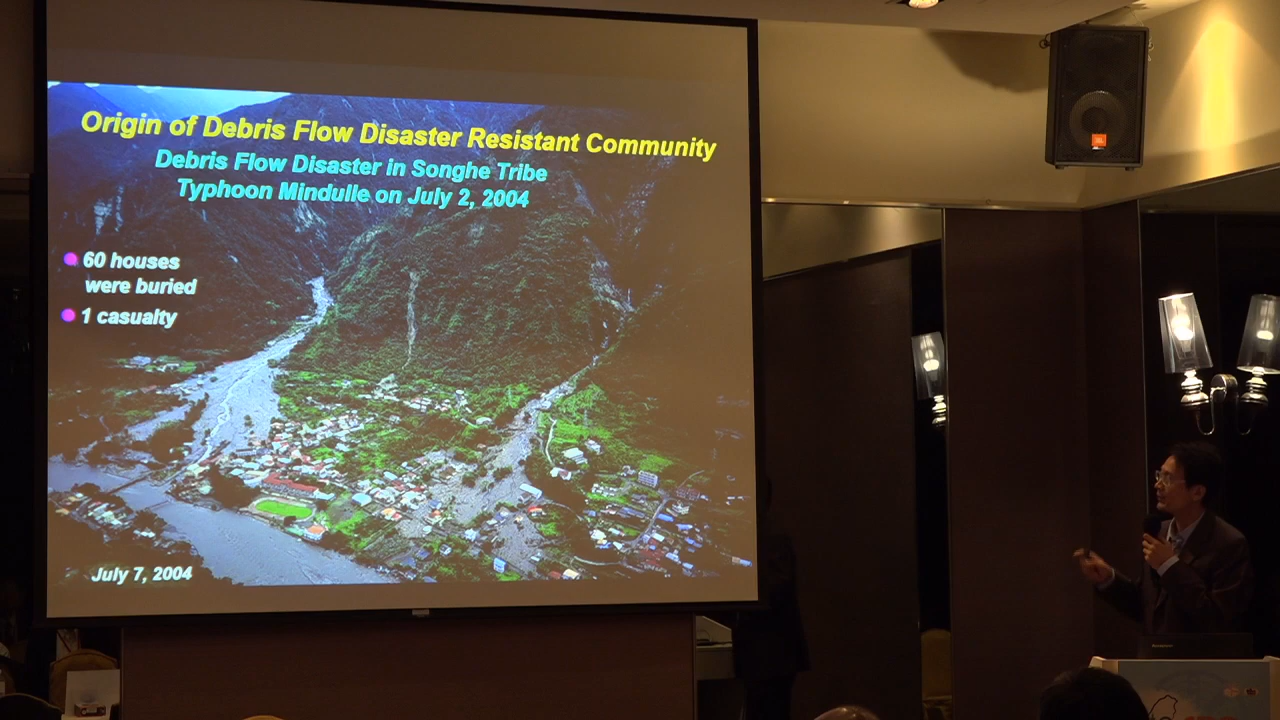 Origin of Debris Flow Disaster Resistant Community
Debris Flow Disaster in Songhe Tribe
Typhoon Mindulle on July 2, 2004
60 houses
were buried
1 casualty
July 7, 2004
JBL